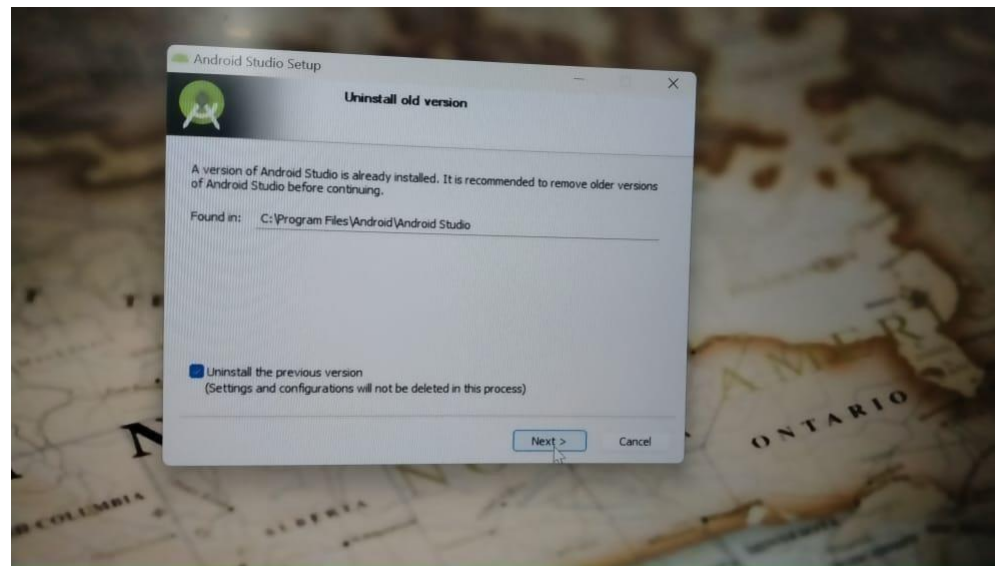 Android Studio Setup
Uninstall old version
A version of Android Studio is already installed. It is recommended to remove older versions
of Android Studio before continuing.
Found in: C:\Program Files\Android\Android Studio
Uninstall the previous version
(Settings and configurations will not be deleted in this process)
Next >
Cancel
ONTARIO
ALBERTA
COLUMBIA